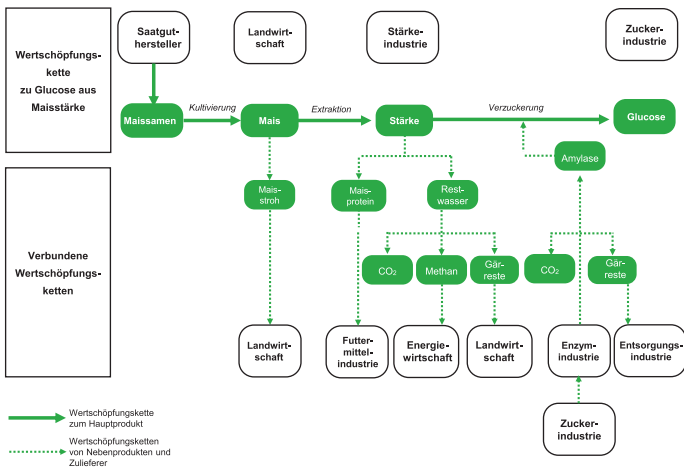 Wertschöpfungs-
kette
zu Glucose aus
Maisstärke
Saatgut-
hersteller
Landwirt-
schaft
Stärke-
industrie
Zucker-
industrie
Kultivierung
Extraktion
Verzuckerung
Maissamen
Mais
Stärke
Glucose
Amylase
Verbundene
Wertschöpfungs-
ketten
Mais-
stroh
Mais-
protein
Rest-
wasser
CO₂
Methan
Gär-
reste
CO₂
Gär-
reste
Landwirt-
schaft
Futter-
mittel-
industrie
Energie-
wirtschaft
Landwirt-
schaft
Enzym-
industrie
Entsorgungs-
industrie
Zucker-
industrie
Wertschöpfungskette
zum Hauptprodukt
Wertschöpfungsketten
von Nebenprodukten und
Zulieferer